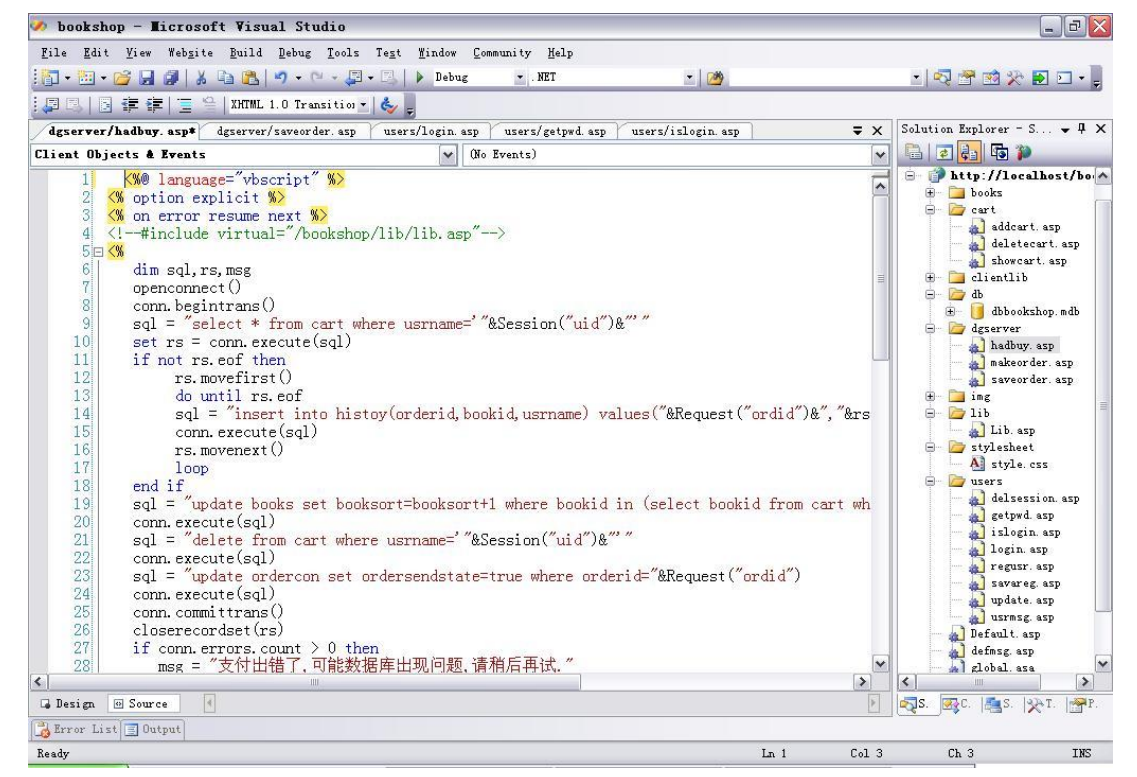 bookshop - Microsoft Visual Studio
File Edit View Website Build Debug Tools Test Window Community Help
Debug .NET
XHTML 1.0 Transition
dgserver/hadbuy.asp* dgserver/saveorder.asp users/login.asp users/getpwd.asp users/islogin.asp
Client Objects & Events (No Events)
1 <%@ language="vbscript" %>
2 <% option explicit %>
3 <% on error resume next %>
4 <!--#include virtual="/bookshop/lib/lib.asp"-->
5 <%
6 dim sql,rs,msg
7 openconnect()
8 conn.begintrans()
9 sql = "select * from cart where usrname='"&Session("uid")&"'"
10 set rs = conn.execute(sql)
11 if not rs.eof then
12 rs.movefirst()
13 do until rs.eof
14 sql = "insert into histoy(orderid,bookid,usrname) values("&Request("ordid")&","&rs
15 conn.execute(sql)
16 rs.movenext()
17 loop
18 end if
19 sql = "update books set booksort=booksort+1 where bookid in (select bookid from cart wh
20 conn.execute(sql)
21 sql = "delete from cart where usrname='"&Session("uid")&"'"
22 conn.execute(sql)
23 sql = "update ordercon set ordersendstate=true where orderid="&Request("ordid")
24 conn.execute(sql)
25 conn.committrans()
26 closerecordset(rs)
27 if conn.errors.count > 0 then
28 msg = "支付出错了,可能数据库出现问题,请稍后再试."
Design Source
Error List Output
Ready Ln 1 Col 3 Ch 3 INS
Solution Explorer - S...
http://localhost/bo
books
cart
addcart.asp
deletecart.asp
showcart.asp
clientlib
db
dbbookshop.mdb
dgserver
hadbuy.asp
makeorder.asp
saveorder.asp
img
lib
Lib.asp
stylesheet
style.css
users
delsession.asp
getpwd.asp
islogin.asp
login.asp
regusr.asp
savareg.asp
update.asp
usrmsg.asp
Default.asp
defmsg.asp
global.asa
S. C. S. T. P.